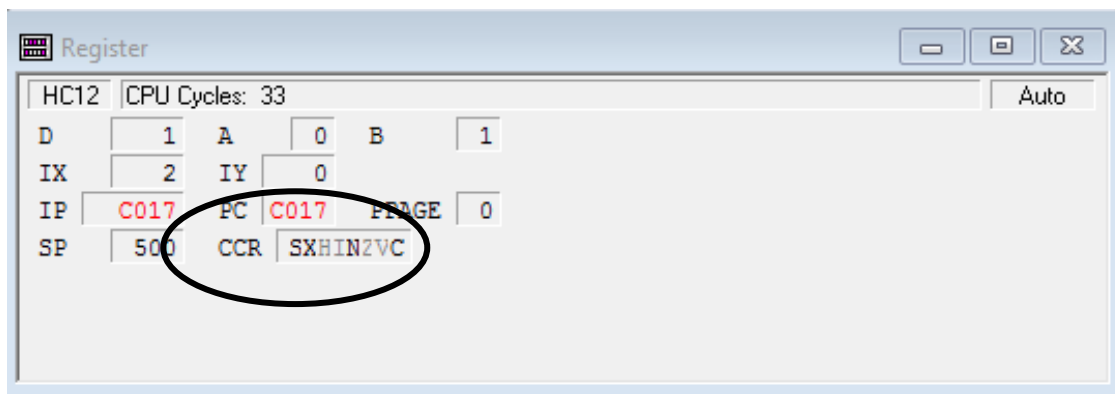 Register
HC12 CPU Cycles: 33 Auto
D 1 A 0 B 1
IX 2 IY 0
IP C017 PC C017 PPAGE 0
SP 500 CCR SXHINZVC